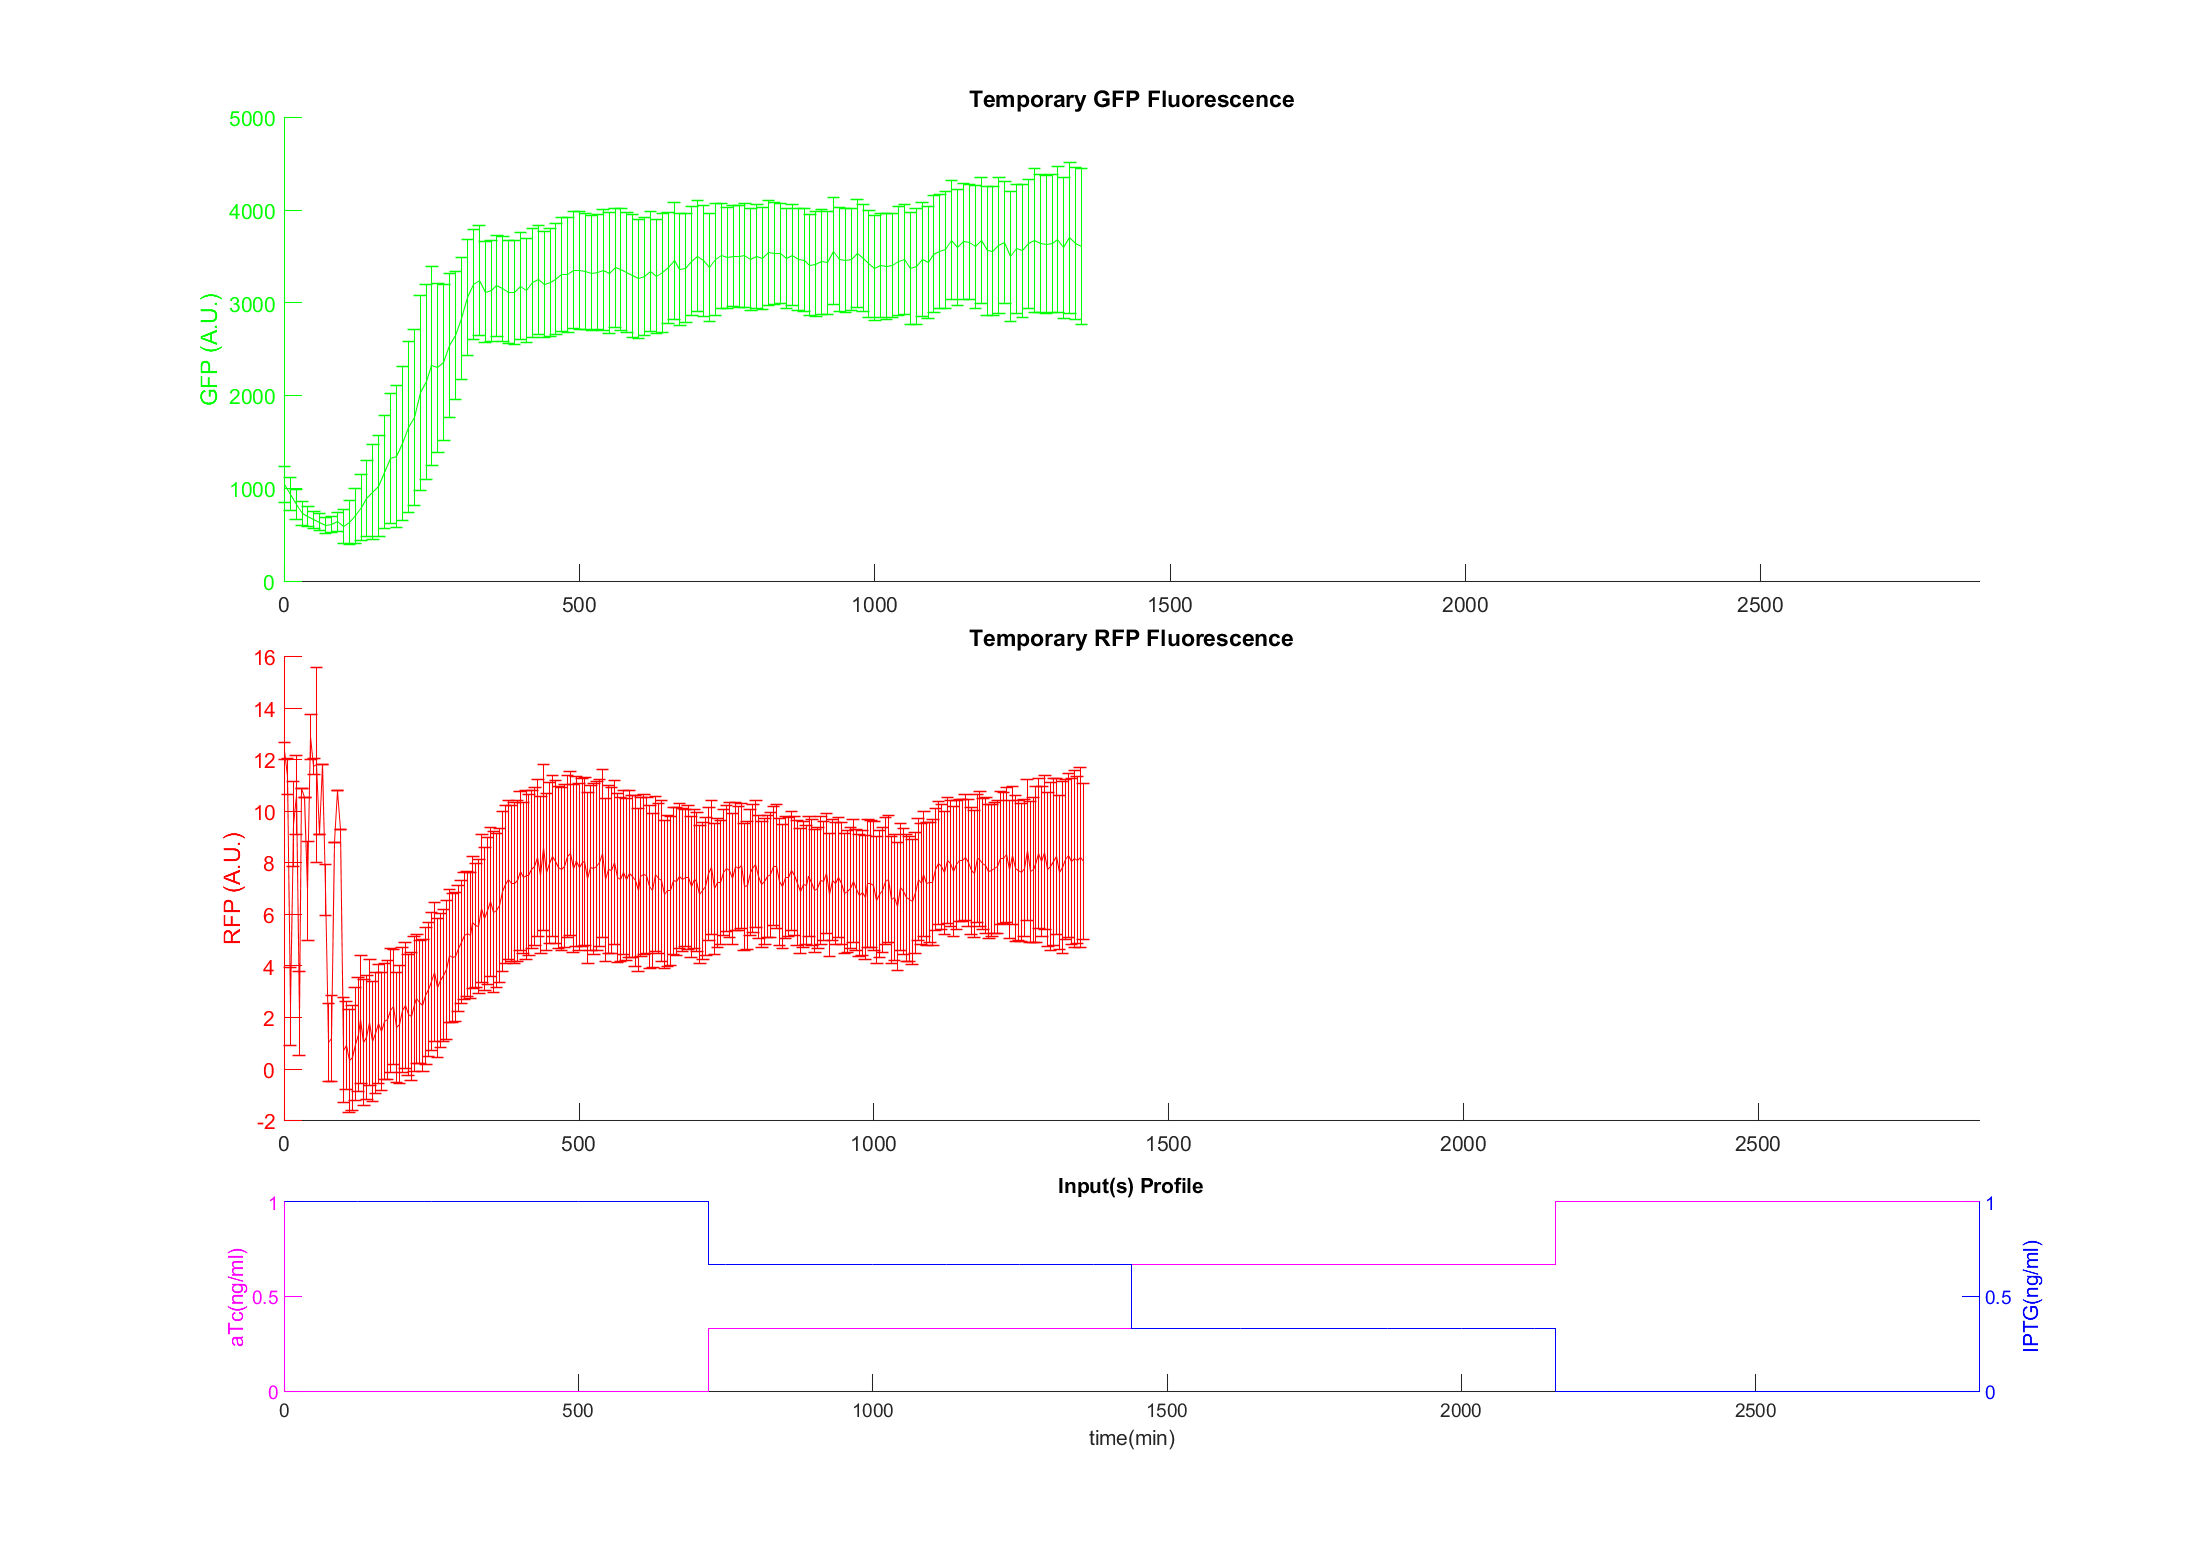 Temporary GFP Fluorescence
GFP (A.U.)
5000
4000
3000
2000
1000
0
0 500 1000 1500 2000 2500
Temporary RFP Fluorescence
RFP (A.U.)
16
14
12
10
8
6
4
2
0
-2
0 500 1000 1500 2000 2500
Input(s) Profile
aTc(ng/ml)
1
0.5
0
IPTG(ng/ml)
1
0.5
0
0 500 1000 1500 2000 2500
time(min)